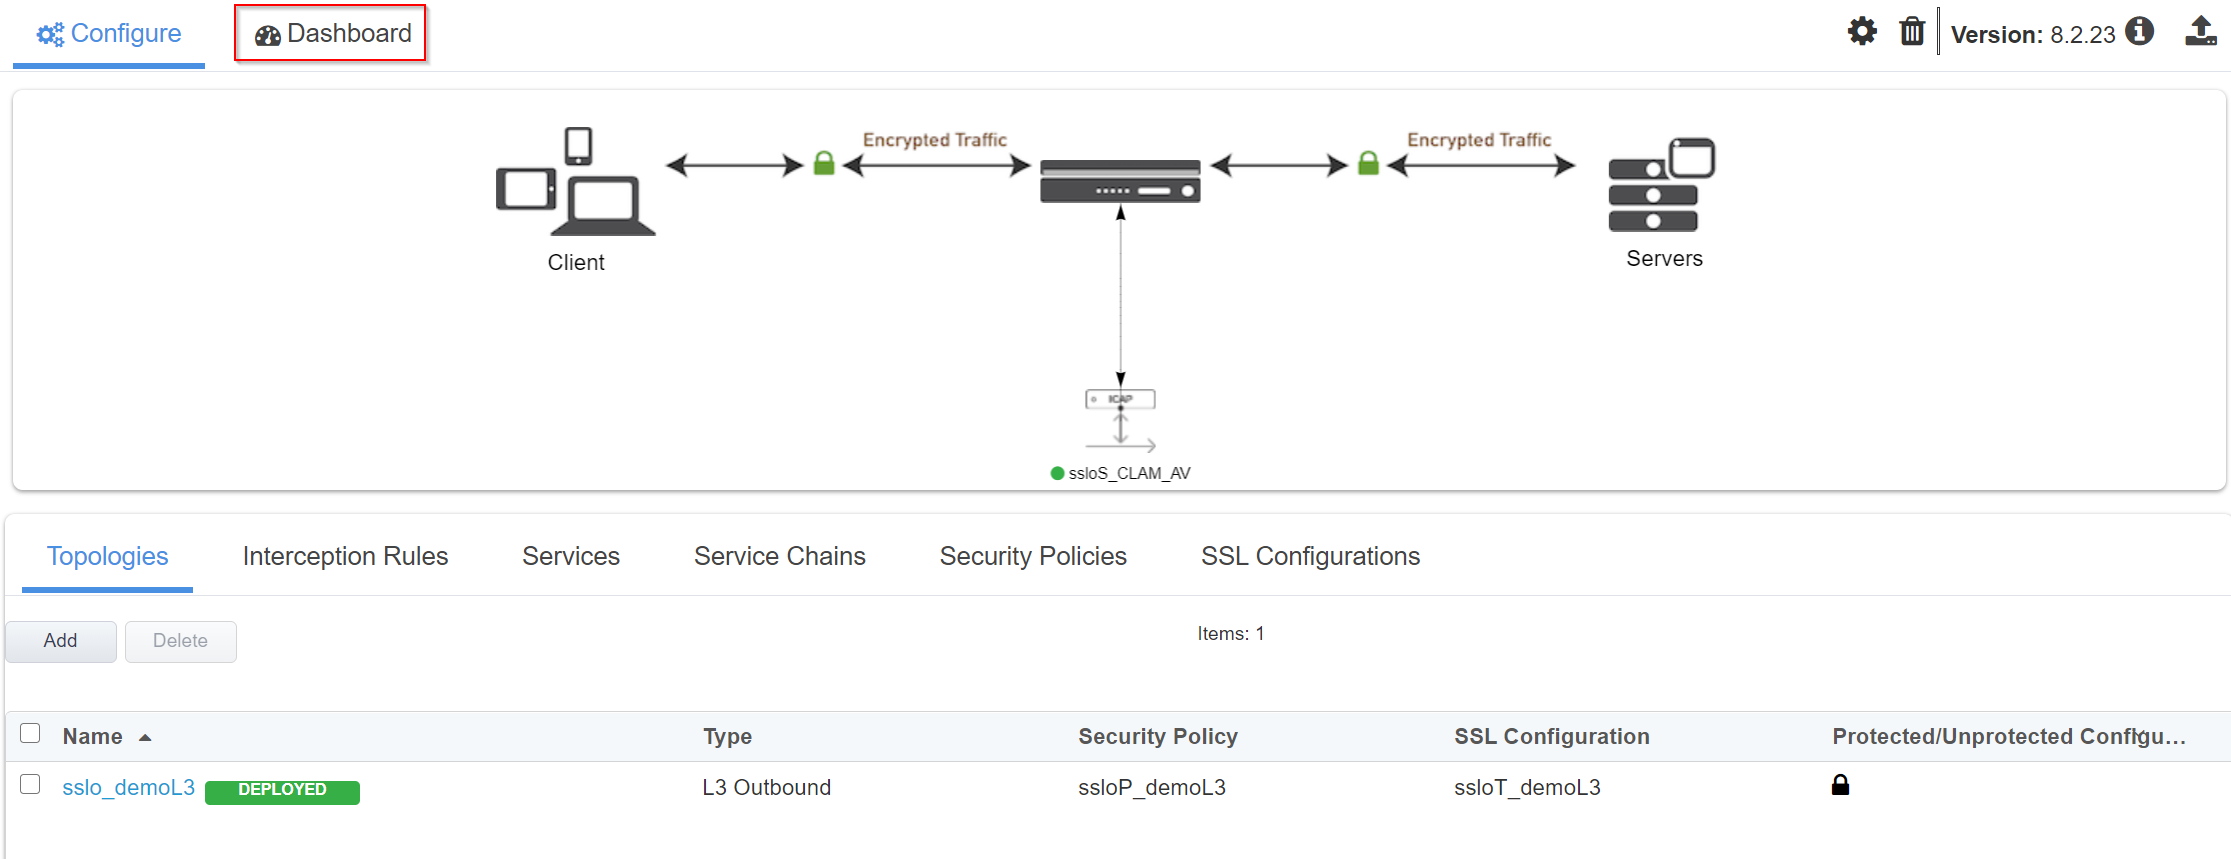 Configure
Dashboard
Version: 8.2.23
Encrypted Traffic
Encrypted Traffic
Client
Servers
ICAP
ssloS_CLAM_AV
Topologies
Interception Rules
Services
Service Chains
Security Policies
SSL Configurations
Add
Delete
Items: 1
Name
Type
Security Policy
SSL Configuration
Protected/Unprotected Configu...
sslo_demoL3
DEPLOYED
L3 Outbound
ssloP_demoL3
ssloT_demoL3